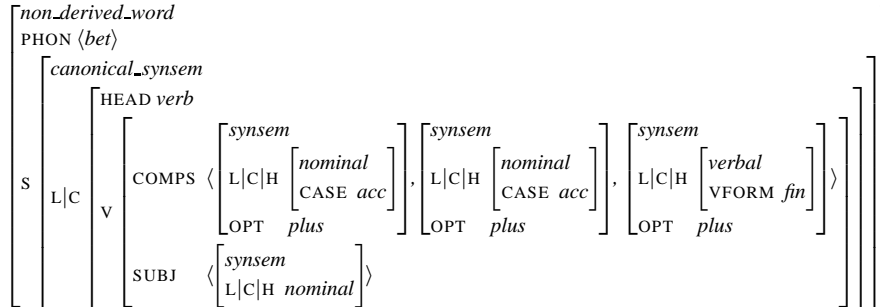 non_derived_word
PHON ⟨bet⟩
canonical_synsem
HEAD verb
synsem synsem synsem
S L|C V COMPS ⟨ L|C|H nominal CASE acc , L|C|H nominal CASE acc , L|C|H verbal VFORM fin ⟩
OPT plus OPT plus OPT plus
SUBJ ⟨ synsem L|C|H nominal ⟩